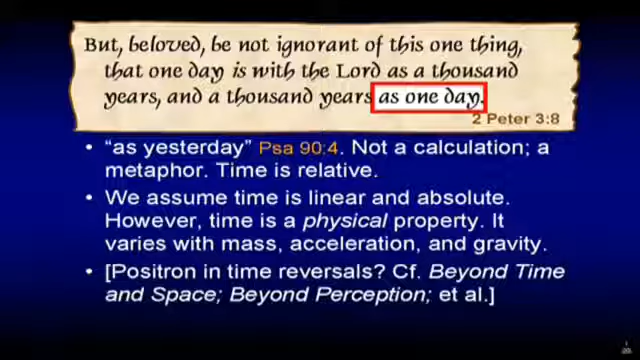 But, beloved, be not ignorant of this one thing,
that one day is with the Lord as a thousand
years, and a thousand years as one day.
2 Peter 3:8
• “as yesterday” Psa 90:4. Not a calculation; a
metaphor. Time is relative.
• We assume time is linear and absolute.
However, time is a physical property. It
varies with mass, acceleration, and gravity.
• [Positron in time reversals? Cf. Beyond Time
and Space; Beyond Perception; et al.]